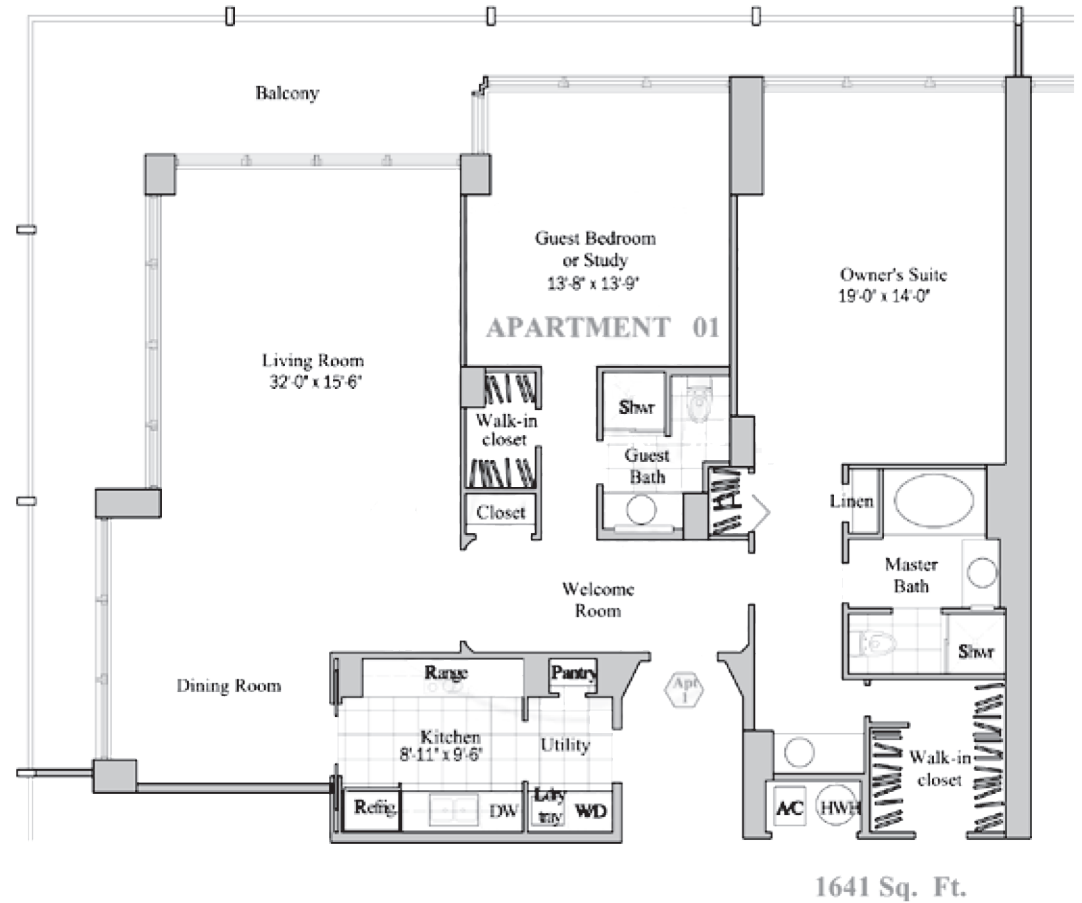 Balcony
Guest Bedroom
or Study
13'-8" x 13'-9"
Owner's Suite
19'-0" x 14'-0"
APARTMENT 01
Living Room
32'-0" x 15'-6"
Shwr
Walk-in
closet
Guest
Bath
Closet
Linen
Master
Bath
Welcome
Room
Shwr
Range
Pantry
Apt
1
Dining Room
Kitchen
8'-11" x 9'-6"
Utility
Walk-in
closet
Refrig.
DW
Ldry
tray
W/D
A/C
HWH
1641 Sq. Ft.